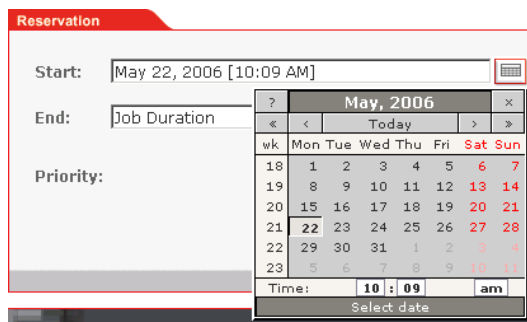 Reservation
Start: May 22, 2006 [10:09 AM]
End: Job Duration
Priority:
? May, 2006 ×
« ‹ Today › »
wk Mon Tue Wed Thu Fri Sat Sun
18 1 2 3 4 5 6 7
19 8 9 10 11 12 13 14
20 15 16 17 18 19 20 21
21 22 23 24 25 26 27 28
22 29 30 31 1 2 3 4
23 5 6 7 8 9 10 11
Time: 10 : 09 am
Select date